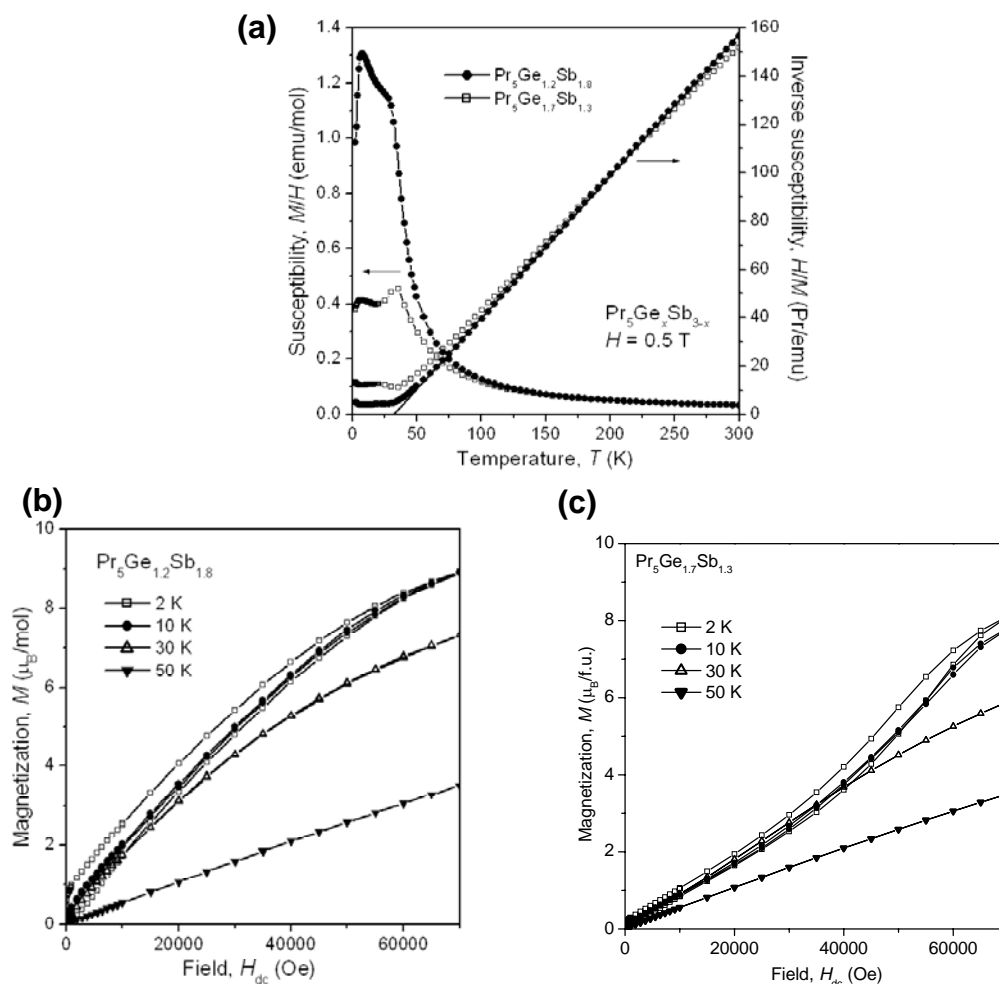 (a)
1.4
1.2
1.0
0.8
0.6
0.4
0.2
0.0
Susceptibility, M/H (emu/mol)
160
140
120
100
80
60
40
20
0
Inverse susceptibility, H/M (Pr/emu)
Pr5Ge1.2Sb1.8
Pr5Ge1.7Sb1.3
Pr5GexSb3-x
H = 0.5 T
0 50 100 150 200 250 300
Temperature, T (K)
(b)
10
8
6
4
2
0
Magnetization, M (μB/mol)
Pr5Ge1.2Sb1.8
2 K
10 K
30 K
50 K
0 20000 40000 60000
Field, Hdc (Oe)
(c)
10
8
6
4
2
0
Magnetization, M (μB/f.u.)
Pr5Ge1.7Sb1.3
2 K
10 K
30 K
50 K
20000 40000 60000
Field, Hdc (Oe)